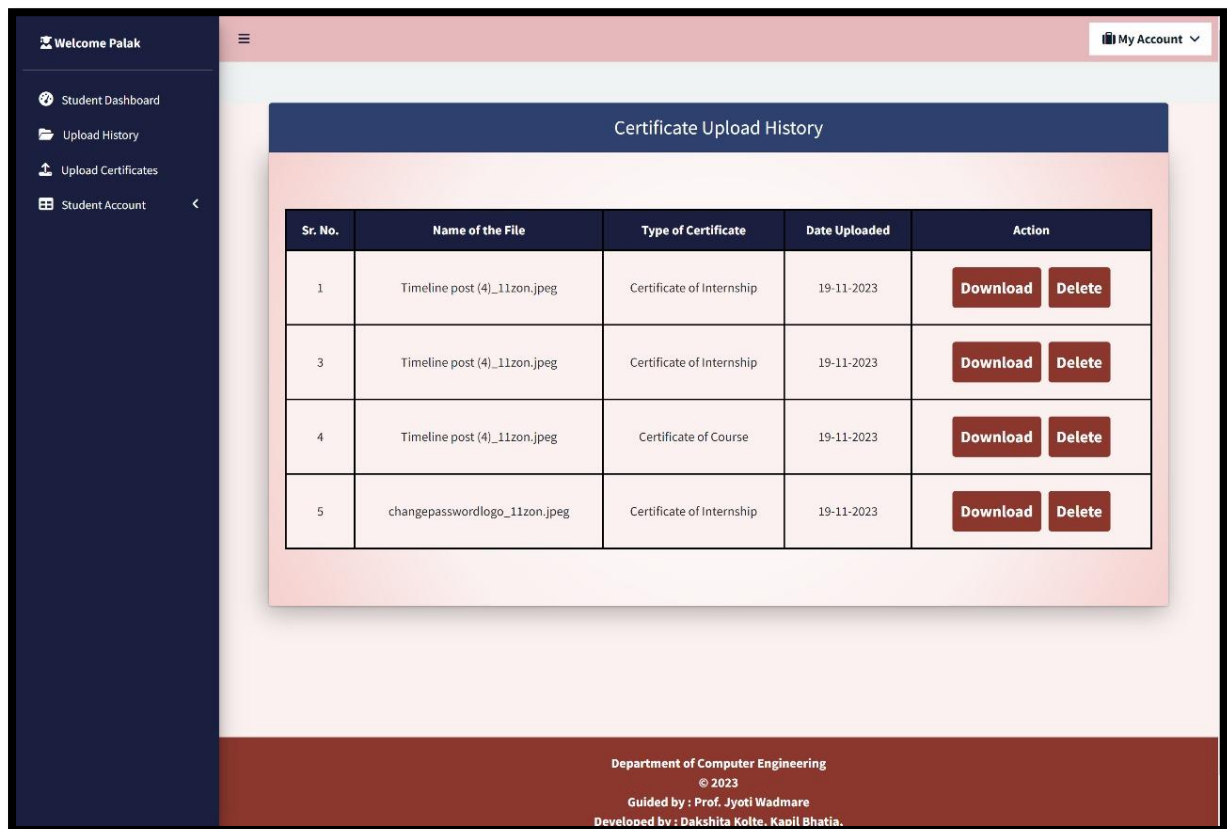 Welcome Palak
My Account
Student Dashboard
Upload History
Upload Certificates
Student Account
Certificate Upload History
Sr. No. Name of the File Type of Certificate Date Uploaded Action
1 Timeline post (4)_11zon.jpeg Certificate of Internship 19-11-2023 Download Delete
3 Timeline post (4)_11zon.jpeg Certificate of Internship 19-11-2023 Download Delete
4 Timeline post (4)_11zon.jpeg Certificate of Course 19-11-2023 Download Delete
5 changepasswordlogo_11zon.jpeg Certificate of Internship 19-11-2023 Download Delete
Department of Computer Engineering
© 2023
Guided by : Prof. Jyoti Wadmare
Developed by : Dakshita Kolte, Kapil Bhatia,